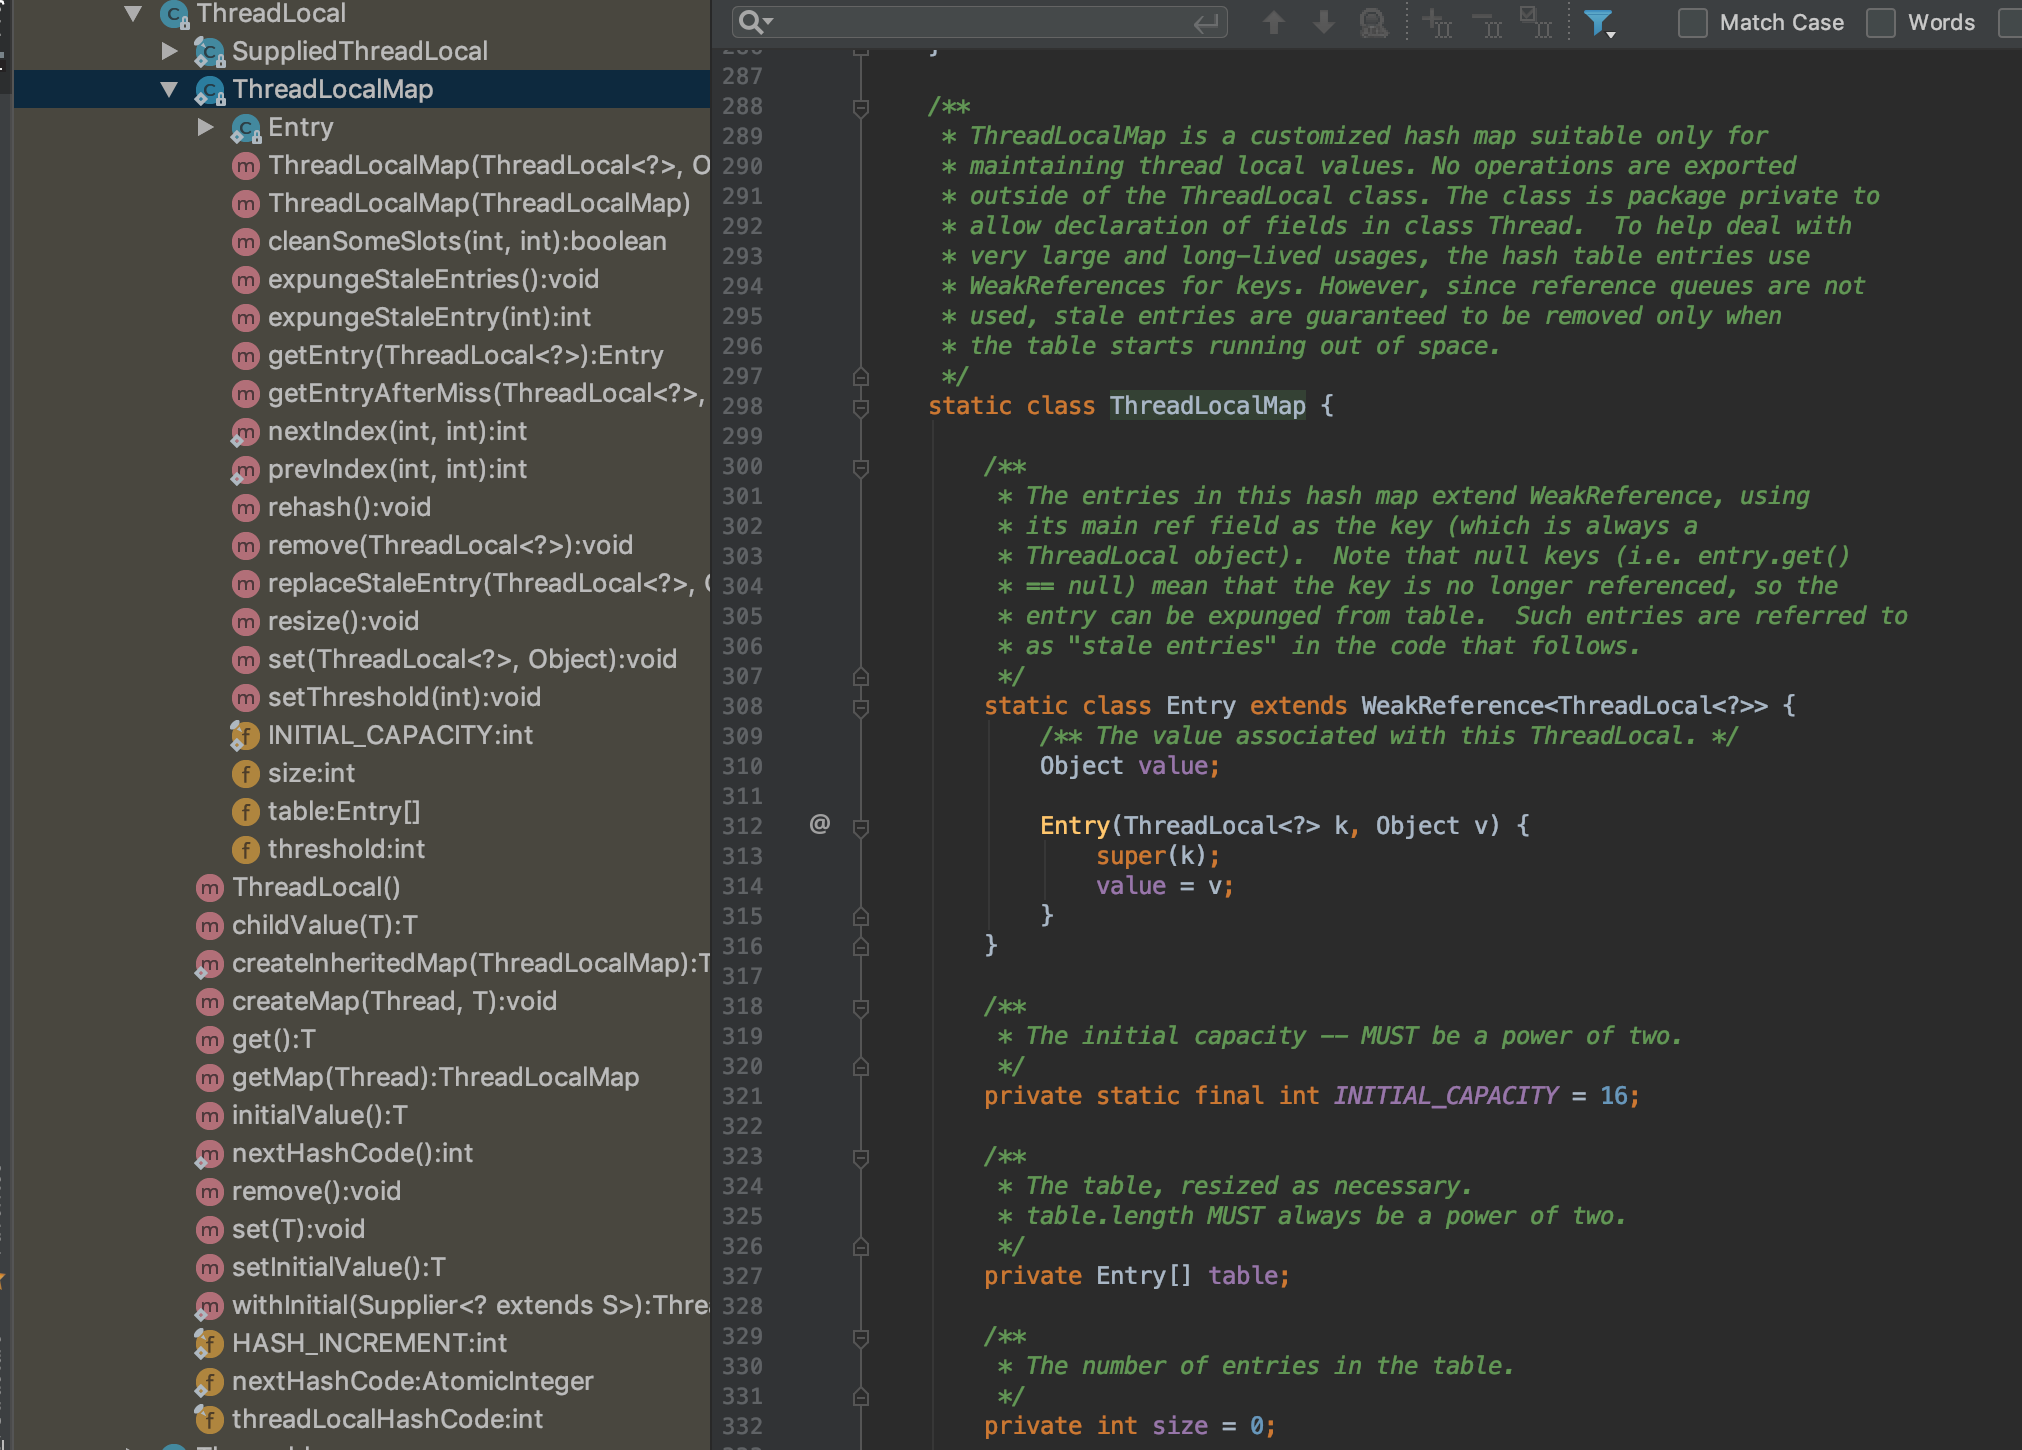 ThreadLocal
SuppliedThreadLocal
ThreadLocalMap
Entry
ThreadLocalMap(ThreadLocal<?>, O
ThreadLocalMap(ThreadLocalMap)
cleanSomeSlots(int, int):boolean
expungeStaleEntries():void
expungeStaleEntry(int):int
getEntry(ThreadLocal<?>):Entry
getEntryAfterMiss(ThreadLocal<?>,
nextIndex(int, int):int
prevIndex(int, int):int
rehash():void
remove(ThreadLocal<?>):void
replaceStaleEntry(ThreadLocal<?>,
resize():void
set(ThreadLocal<?>, Object):void
setThreshold(int):void
INITIAL_CAPACITY:int
size:int
table:Entry[]
threshold:int
ThreadLocal()
childValue(T):T
createInheritedMap(ThreadLocalMap):T
createMap(Thread, T):void
get():T
getMap(Thread):ThreadLocalMap
initialValue():T
nextHashCode():int
remove():void
set(T):void
setInitialValue():T
withInitial(Supplier<? extends S>):Thre
HASH_INCREMENT:int
nextHashCode:AtomicInteger
threadLocalHashCode:int
Match Case
Words
287
288 /**
289 * ThreadLocalMap is a customized hash map suitable only for
290 * maintaining thread local values. No operations are exported
291 * outside of the ThreadLocal class. The class is package private to
292 * allow declaration of fields in class Thread.  To help deal with
293 * very large and long-lived usages, the hash table entries use
294 * WeakReferences for keys. However, since reference queues are not
295 * used, stale entries are guaranteed to be removed only when
296 * the table starts running out of space.
297 */
298 static class ThreadLocalMap {
299
300 /**
301 * The entries in this hash map extend WeakReference, using
302 * its main ref field as the key (which is always a
303 * ThreadLocal object).  Note that null keys (i.e. entry.get()
304 * == null) mean that the key is no longer referenced, so the
305 * entry can be expunged from table.  Such entries are referred to
306 * as "stale entries" in the code that follows.
307 */
308 static class Entry extends WeakReference<ThreadLocal<?>> {
309 /** The value associated with this ThreadLocal. */
310 Object value;
311
312 @ Entry(ThreadLocal<?> k, Object v) {
313 super(k);
314 value = v;
315 }
316 }
317
318 /**
319 * The initial capacity -- MUST be a power of two.
320 */
321 private static final int INITIAL_CAPACITY = 16;
322
323 /**
324 * The table, resized as necessary.
325 * table.length MUST always be a power of two.
326 */
327 private Entry[] table;
328
329 /**
330 * The number of entries in the table.
331 */
332 private int size = 0;